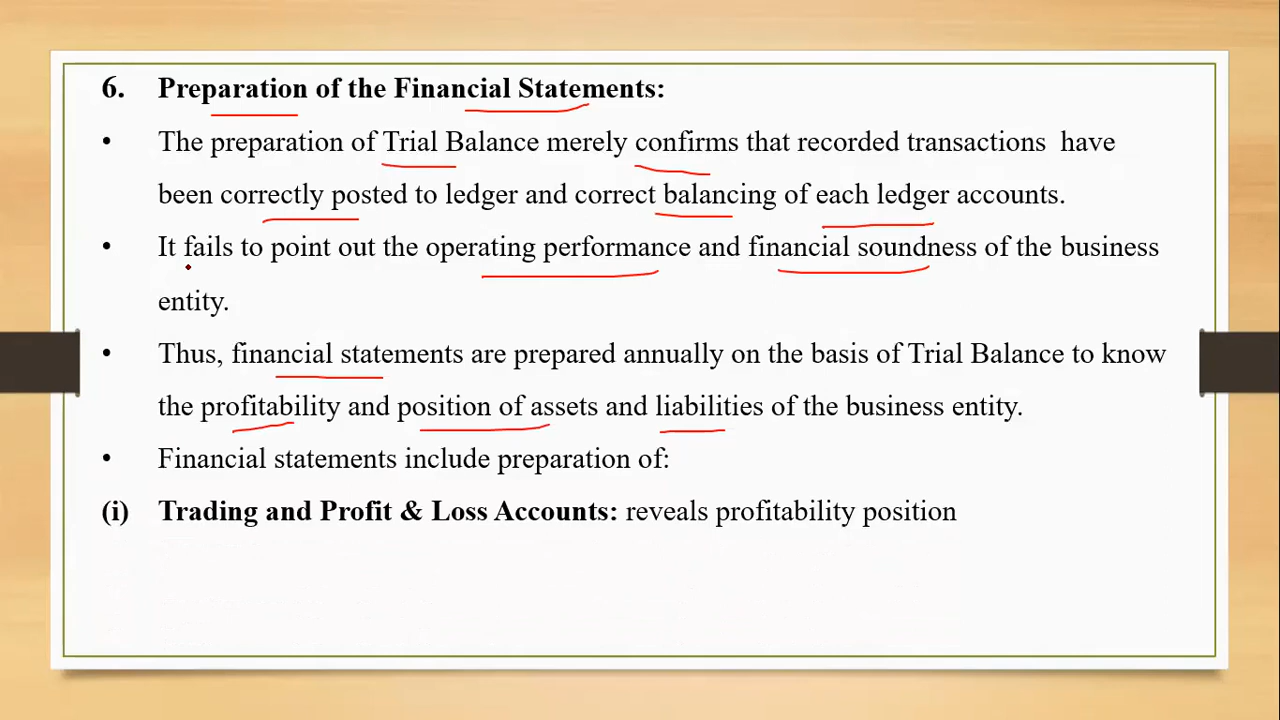 6. Preparation of the Financial Statements:
• The preparation of Trial Balance merely confirms that recorded transactions have
been correctly posted to ledger and correct balancing of each ledger accounts.
• It fails to point out the operating performance and financial soundness of the business
entity.
• Thus, financial statements are prepared annually on the basis of Trial Balance to know
the profitability and position of assets and liabilities of the business entity.
• Financial statements include preparation of:
(i) Trading and Profit & Loss Accounts: reveals profitability position